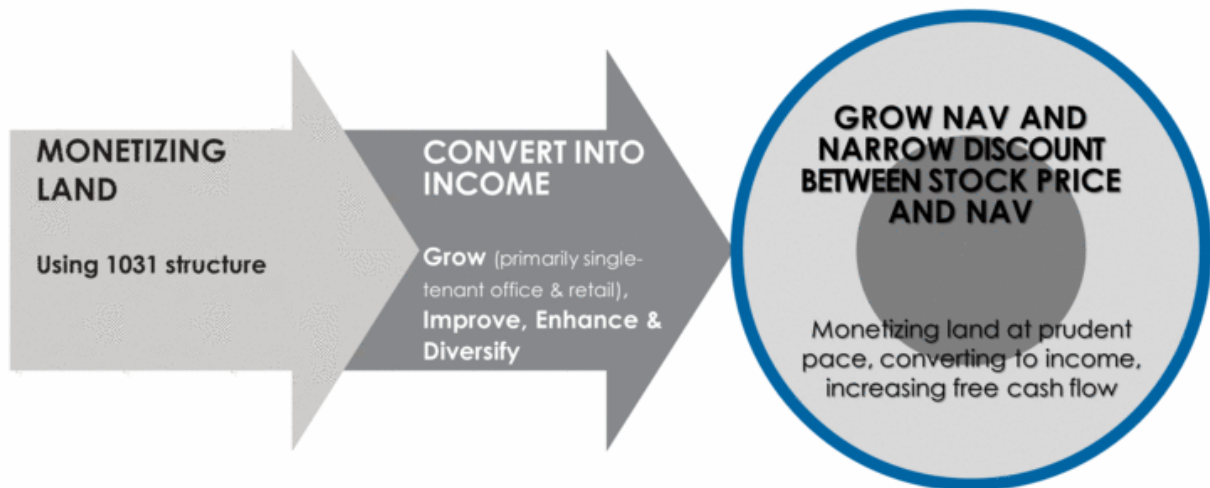 MONETIZING
LAND
Using 1031 structure
CONVERT INTO
INCOME
Grow (primarily single-
tenant office & retail),
Improve, Enhance &
Diversify
GROW NAV AND
NARROW DISCOUNT
BETWEEN STOCK PRICE
AND NAV
Monetizing land at prudent
pace, converting to income,
increasing free cash flow